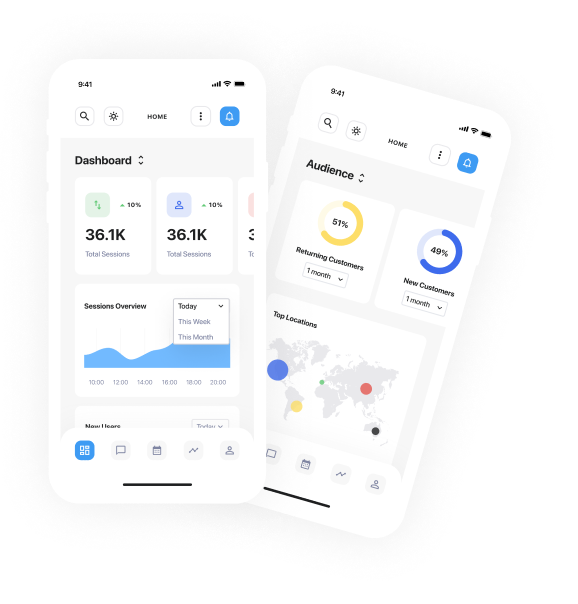 9:41
HOME
Dashboard
10%
36.1K
Total Sessions
10%
36.1K
Total Sessions
Sessions Overview
Today
This Week
This Month
10:00 12:00 14:00 16:00 18:00 20:00
New Users
Today
9:41
HOME
Audience
51%
Returning Customers
1 month
49%
New Customers
1 month
Top Locations